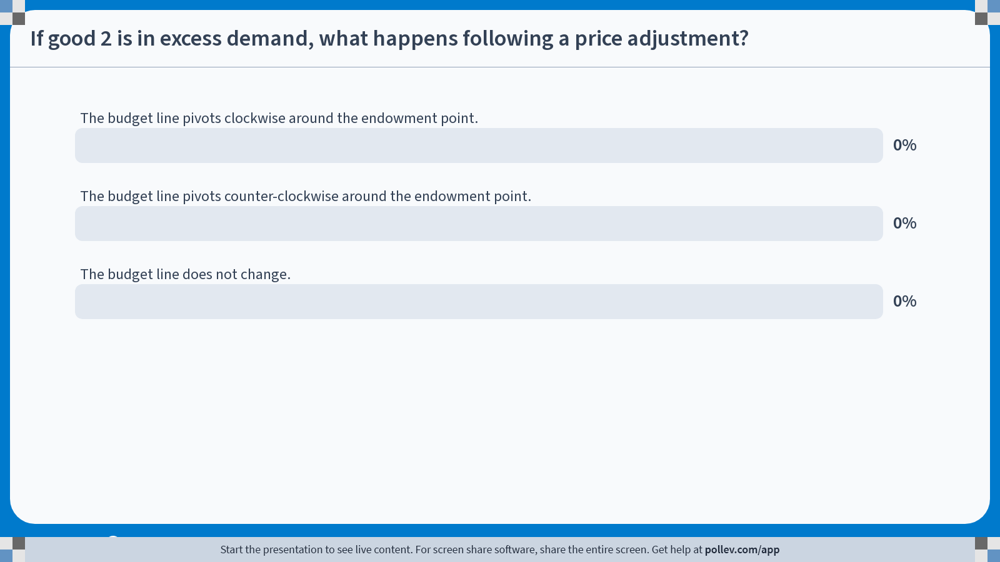 If good 2 is in excess demand, what happens following a price adjustment?
The budget line pivots clockwise around the endowment point.
0%
The budget line pivots counter-clockwise around the endowment point.
0%
The budget line does not change.
0%
Start the presentation to see live content. For screen share software, share the entire screen. Get help at pollev.com/app